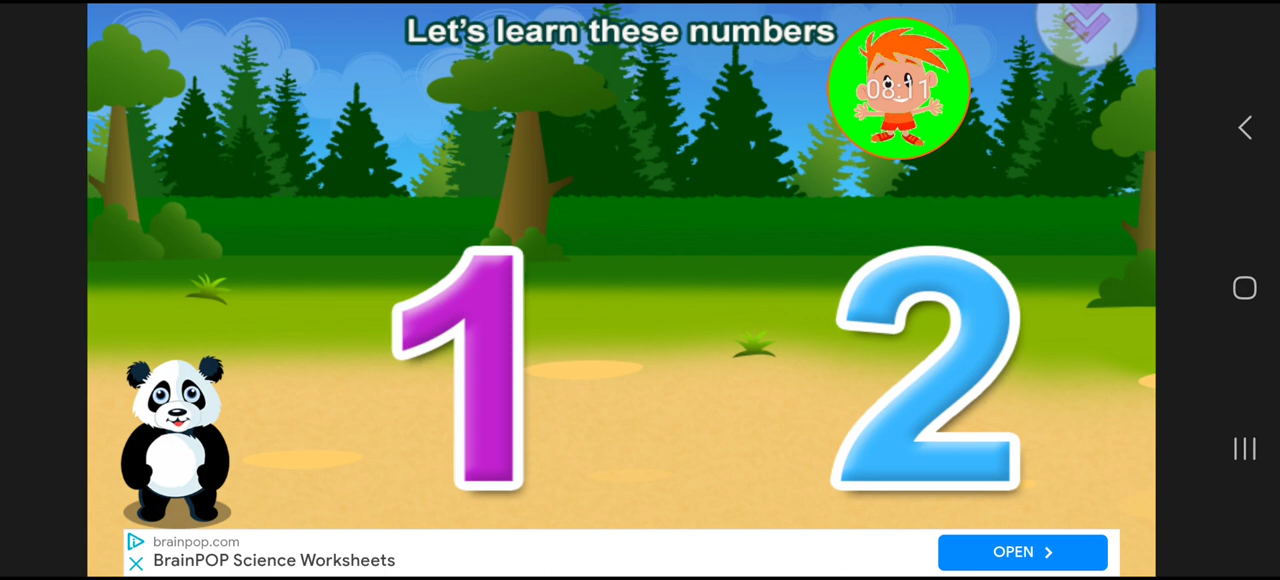 Let's learn these numbers
08:11
1 2
brainpop.com
BrainPOP Science Worksheets
OPEN